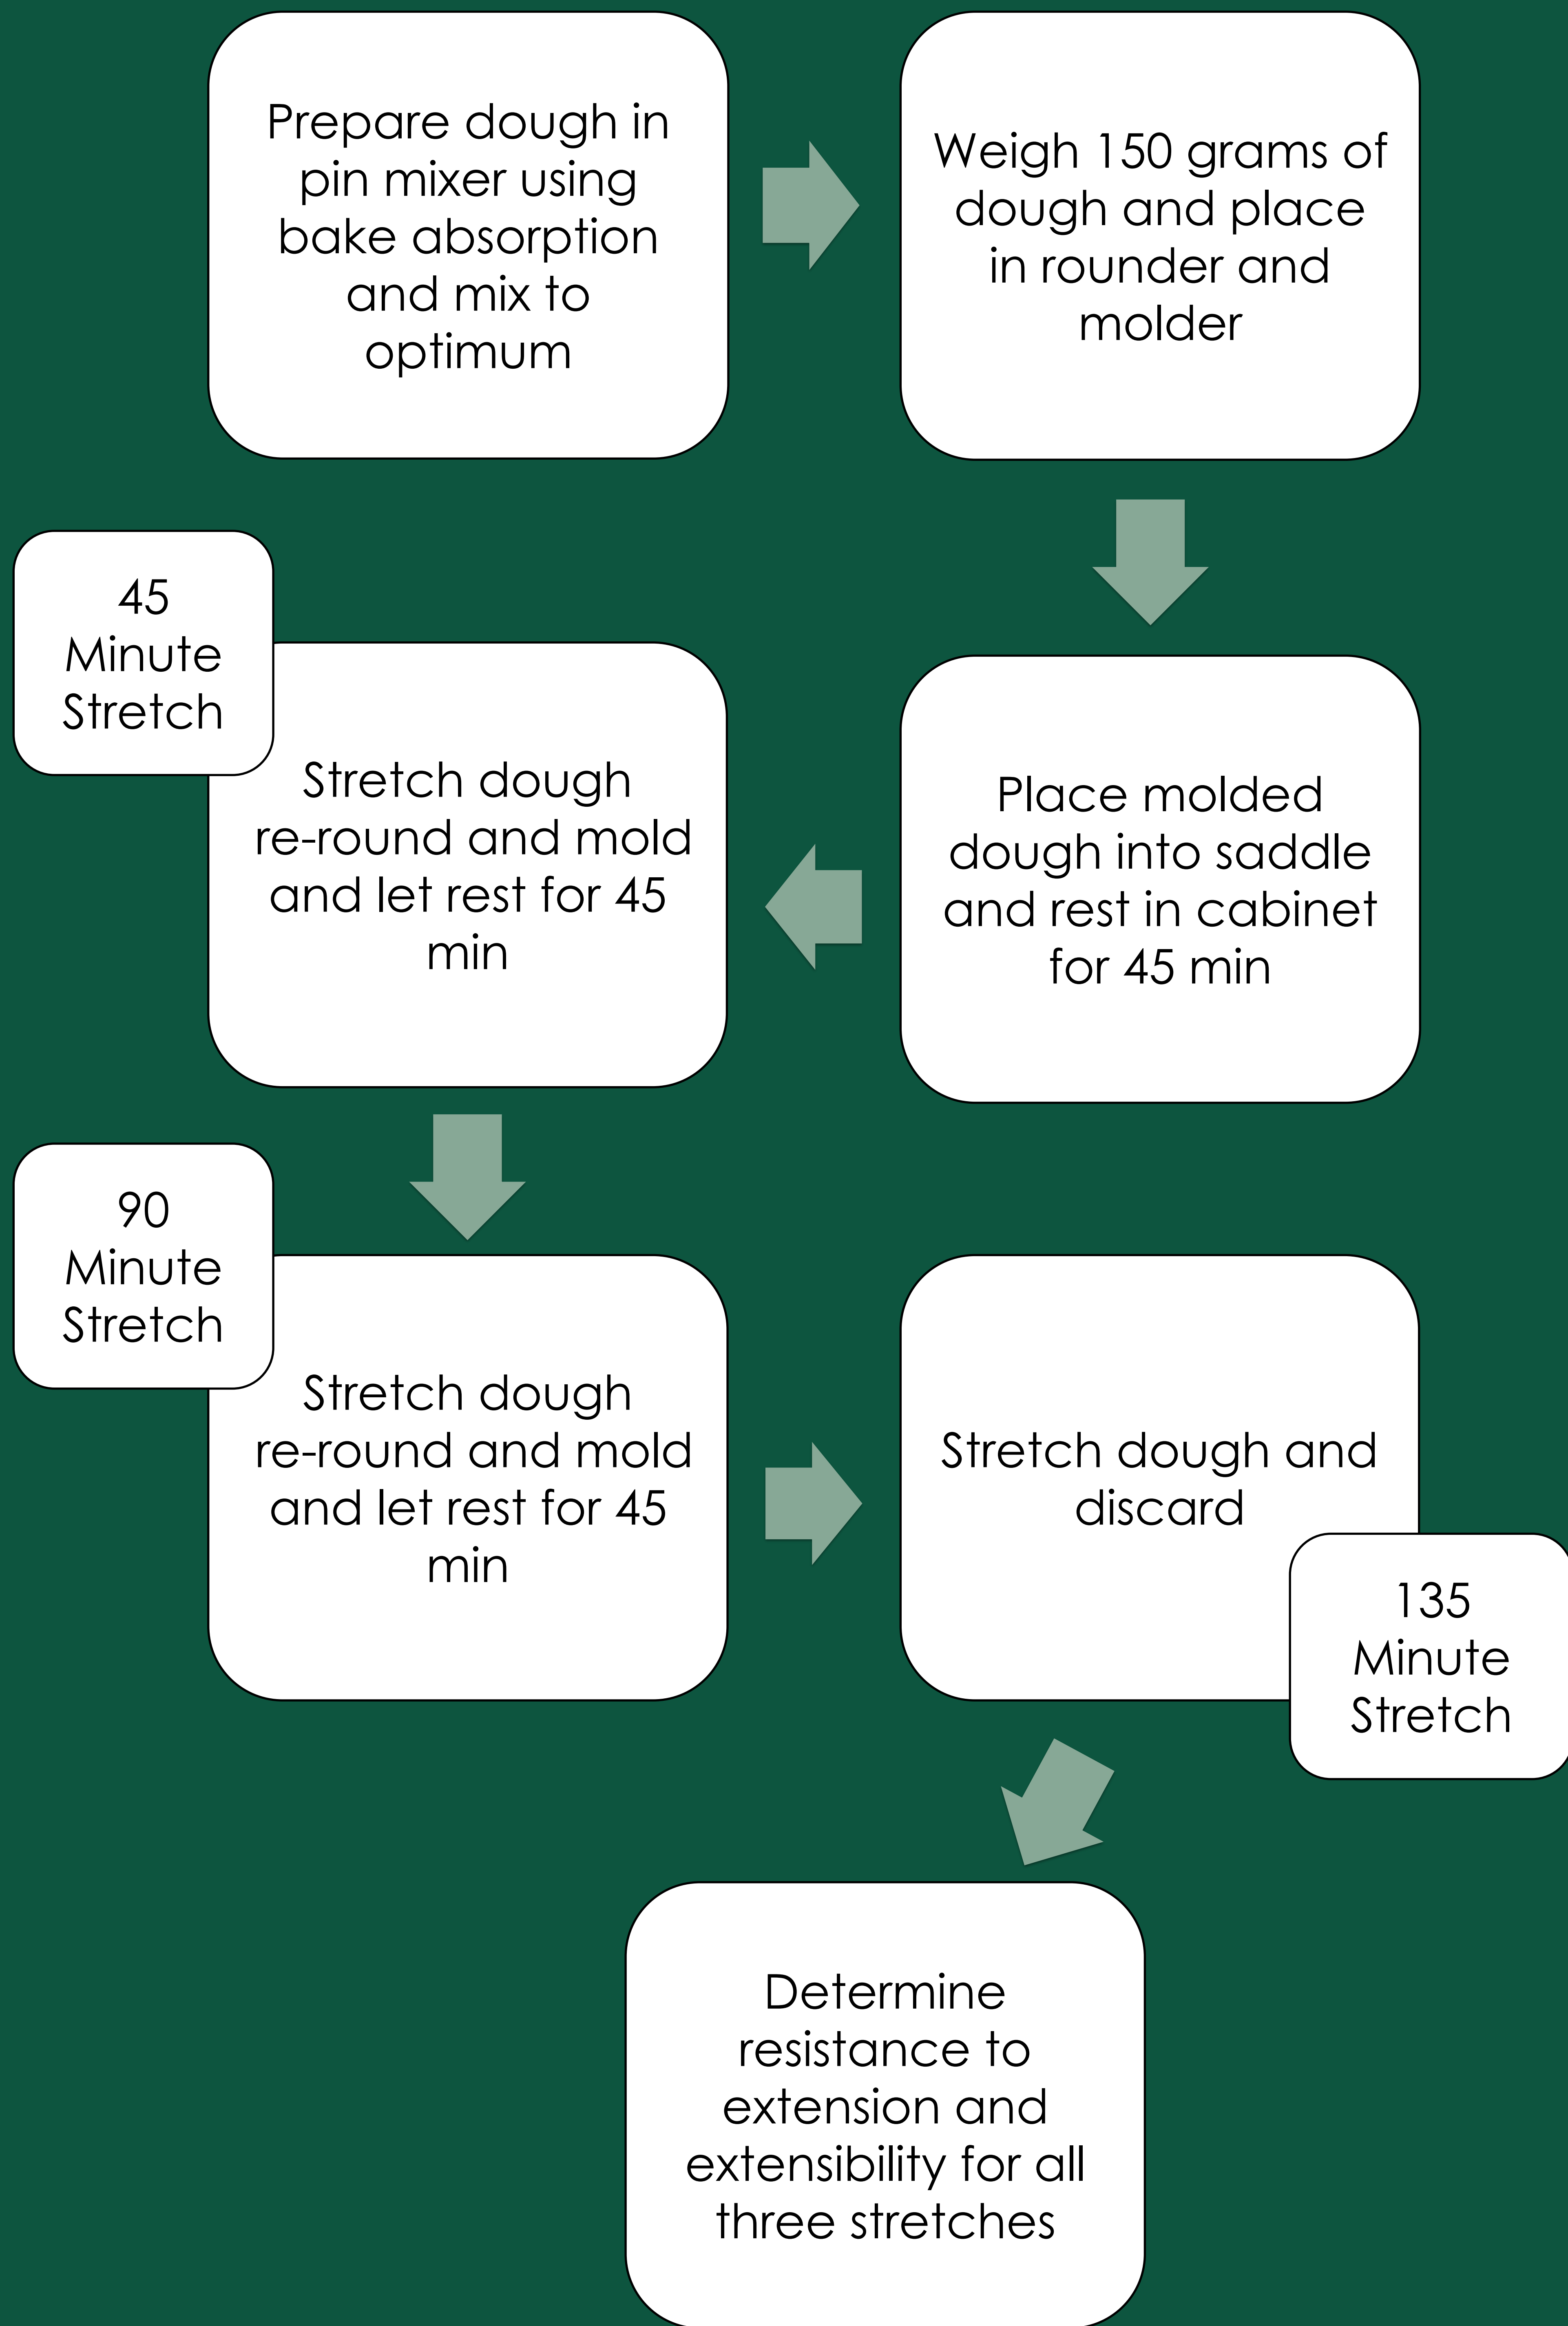 Prepare dough in
pin mixer using
bake absorption
and mix to
optimum
Weigh 150 grams of
dough and place
in rounder and
molder
Place molded
dough into saddle
and rest in cabinet
for 45 min
45
Minute
Stretch
Stretch dough
re-round and mold
and let rest for 45
min
90
Minute
Stretch
Stretch dough
re-round and mold
and let rest for 45
min
Stretch dough and
discard
135
Minute
Stretch
Determine
resistance to
extension and
extensibility for all
three stretches